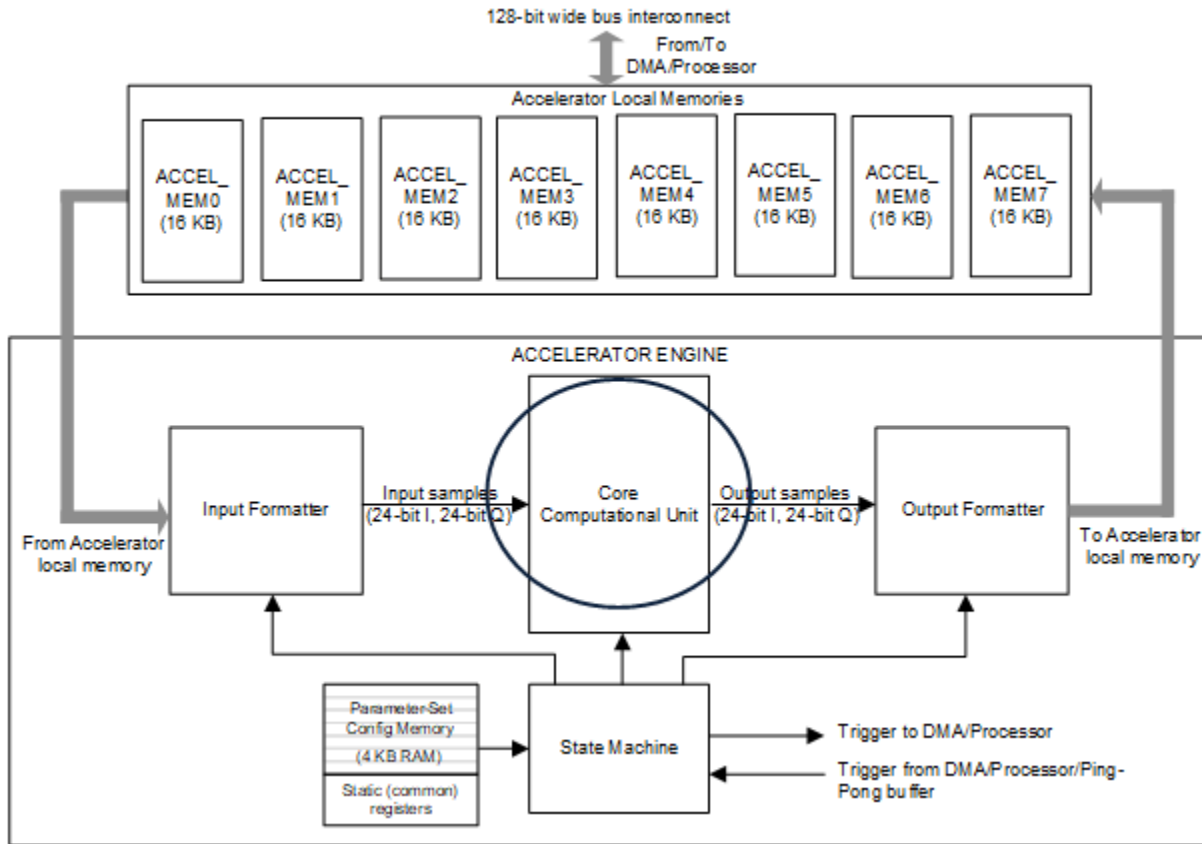 128-bit wide bus interconnect
From/To
DMA/Processor
Accelerator Local Memories
ACCEL_
MEM0
(16 KB)
ACCEL_
MEM1
(16 KB)
ACCEL_
MEM2
(16 KB)
ACCEL_
MEM3
(16 KB)
ACCEL_
MEM4
(16 KB)
ACCEL_
MEM5
(16 KB)
ACCEL_
MEM6
(16 KB)
ACCEL_
MEM7
(16 KB)
ACCELERATOR ENGINE
Input Formatter
Input samples
(24-bit I, 24-bit Q)
Core
Computational Unit
Output samples
(24-bit I, 24-bit Q)
Output Formatter
From Accelerator
local memory
To Accelerator
local memory
Parameter-Set
Config Memory
(4 KB RAM)
Static (common)
registers
State Machine
Trigger to DMA/Processor
Trigger from DMA/Processor/Ping-
Pong buffer